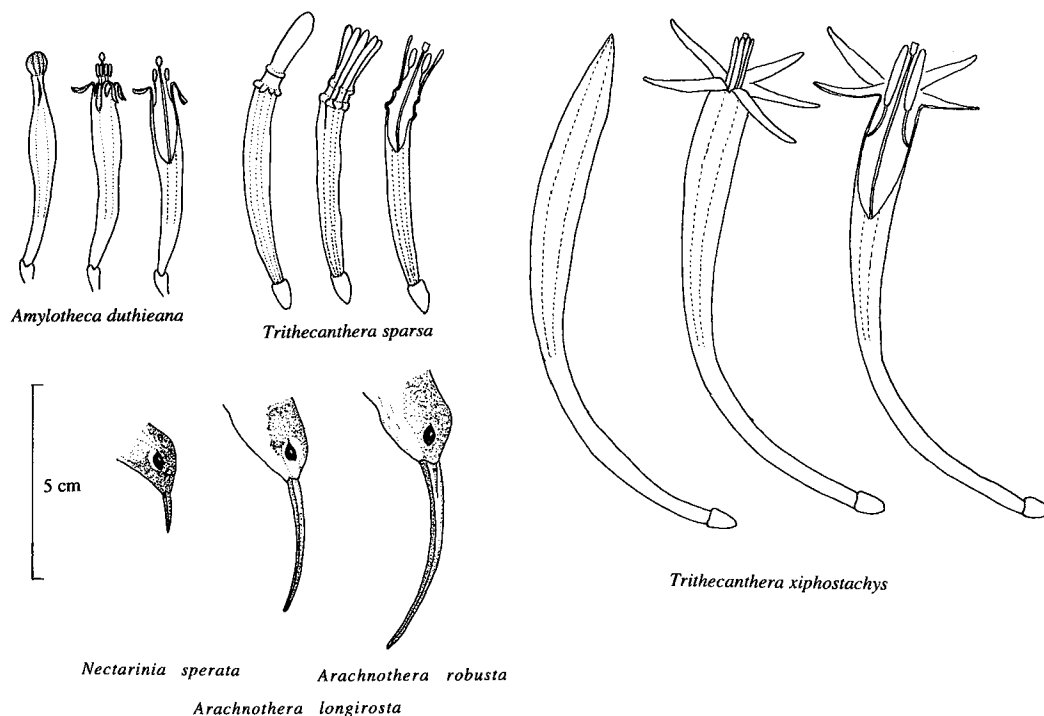 Amylotheca duthieana
Trithecanthera sparsa
5 cm
Trithecanthera xiphostachys
Nectarinia sperata
Arachnothera robusta
Arachnothera longirosta